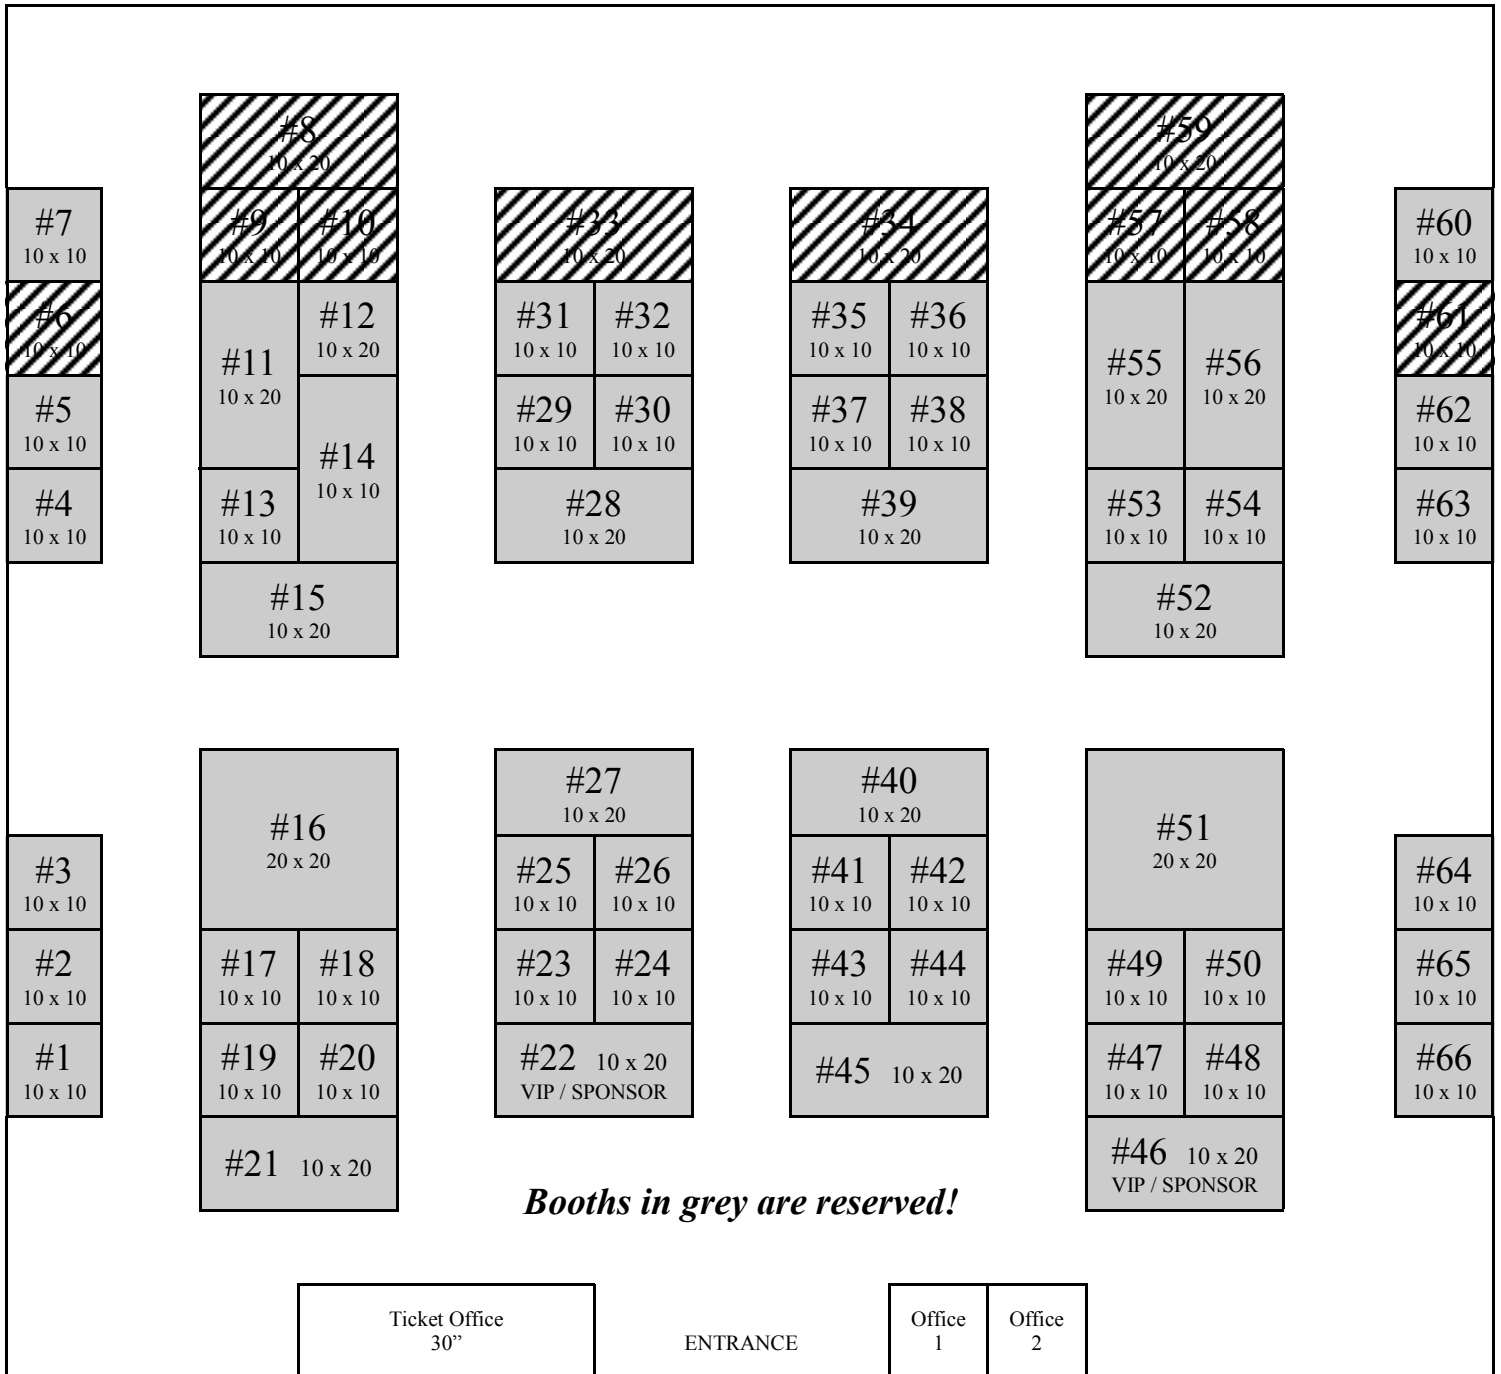 #8
10 x 20
#59
10 x 20
#7
10 x 10
#9
10 x 10
#10
10 x 10
#33
10 x 20
#34
10 x 20
#57
10 x 10
#58
10 x 10
#60
10 x 10
#6
10 x 10
#11
10 x 20
#12
10 x 20
#31
10 x 10
#32
10 x 10
#35
10 x 10
#36
10 x 10
#55
10 x 20
#56
10 x 20
#61
10 x 10
#5
10 x 10
#14
10 x 10
#29
10 x 10
#30
10 x 10
#37
10 x 10
#38
10 x 10
#62
10 x 10
#4
10 x 10
#13
10 x 10
#28
10 x 20
#39
10 x 20
#53
10 x 10
#54
10 x 10
#63
10 x 10
#15
10 x 20
#52
10 x 20
#16
20 x 20
#27
10 x 20
#40
10 x 20
#51
20 x 20
#3
10 x 10
#25
10 x 10
#26
10 x 10
#41
10 x 10
#42
10 x 10
#64
10 x 10
#2
10 x 10
#17
10 x 10
#18
10 x 10
#23
10 x 10
#24
10 x 10
#43
10 x 10
#44
10 x 10
#49
10 x 10
#50
10 x 10
#65
10 x 10
#1
10 x 10
#19
10 x 10
#20
10 x 10
#22 10 x 20
VIP / SPONSOR
#45 10 x 20
#47
10 x 10
#48
10 x 10
#66
10 x 10
#21 10 x 20
#46 10 x 20
VIP / SPONSOR
Booths in grey are reserved!
Ticket Office
30”
ENTRANCE
Office
1
Office
2